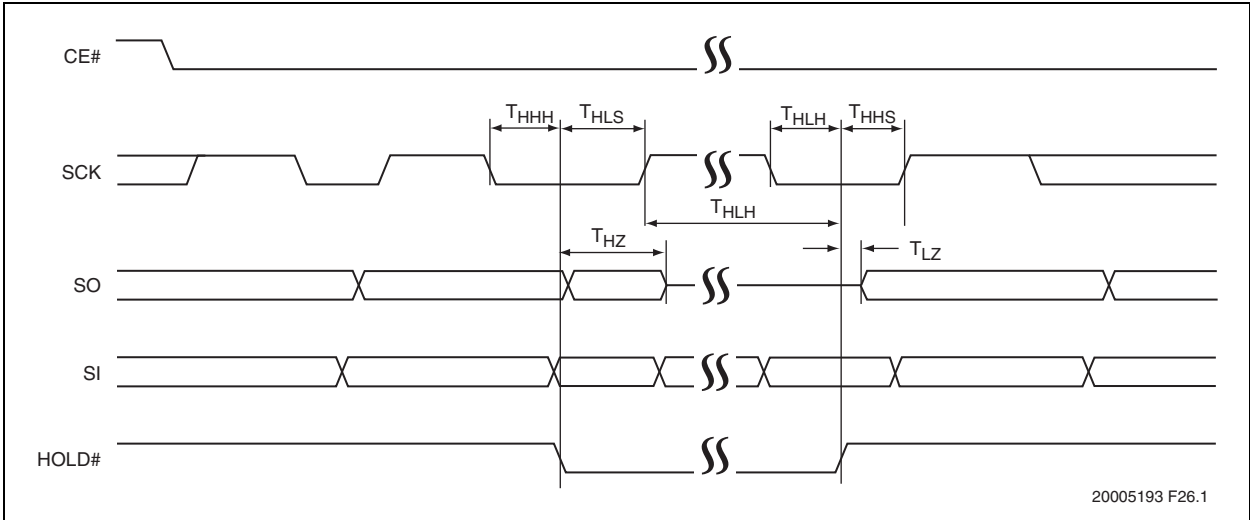 CE#
THHH THLS THLH THHS
SCK
THLH
THZ TLZ
SO
SI
HOLD#
20005193 F26.1